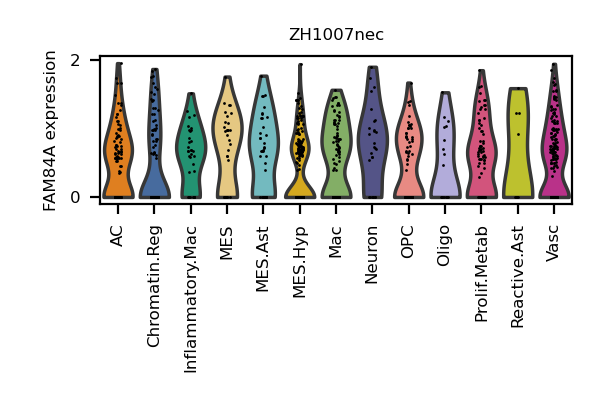 ZH1007nec
FAM84A expression
2
0
AC
Chromatin.Reg
Inflammatory.Mac
MES
MES.Ast
MES.Hyp
Mac
Neuron
OPC
Oligo
Prolif.Metab
Reactive.Ast
Vasc